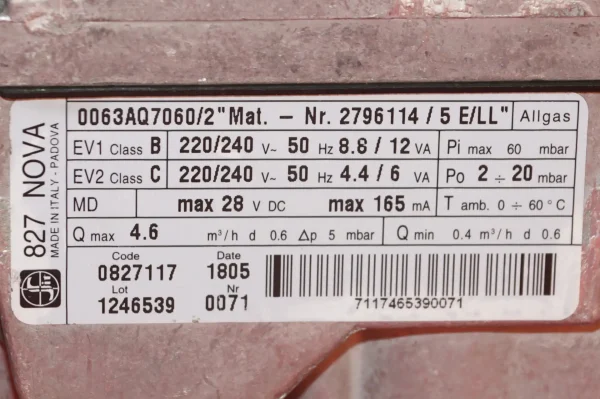 827 NOVA
MADE IN ITALY - PADOVA
0063AQ7060/2"Mat. - Nr. 2796114 / 5 E/LL" Allgas
EV1 Class B 220/240 V~ 50 Hz 8.8 / 12 VA Pi max 60 mbar
EV2 Class C 220/240 V~ 50 Hz 4.4 / 6 VA Po 2 ÷ 20 mbar
MD max 28 V DC max 165 mA T amb. 0 ÷ 60°C
Q max 4.6 m³/h d 0.6 Δp 5 mbar Q min 0.4 m³/h d 0.6
Code Date
0827117 1805
Lot Nr
1246539 0071
7117465390071